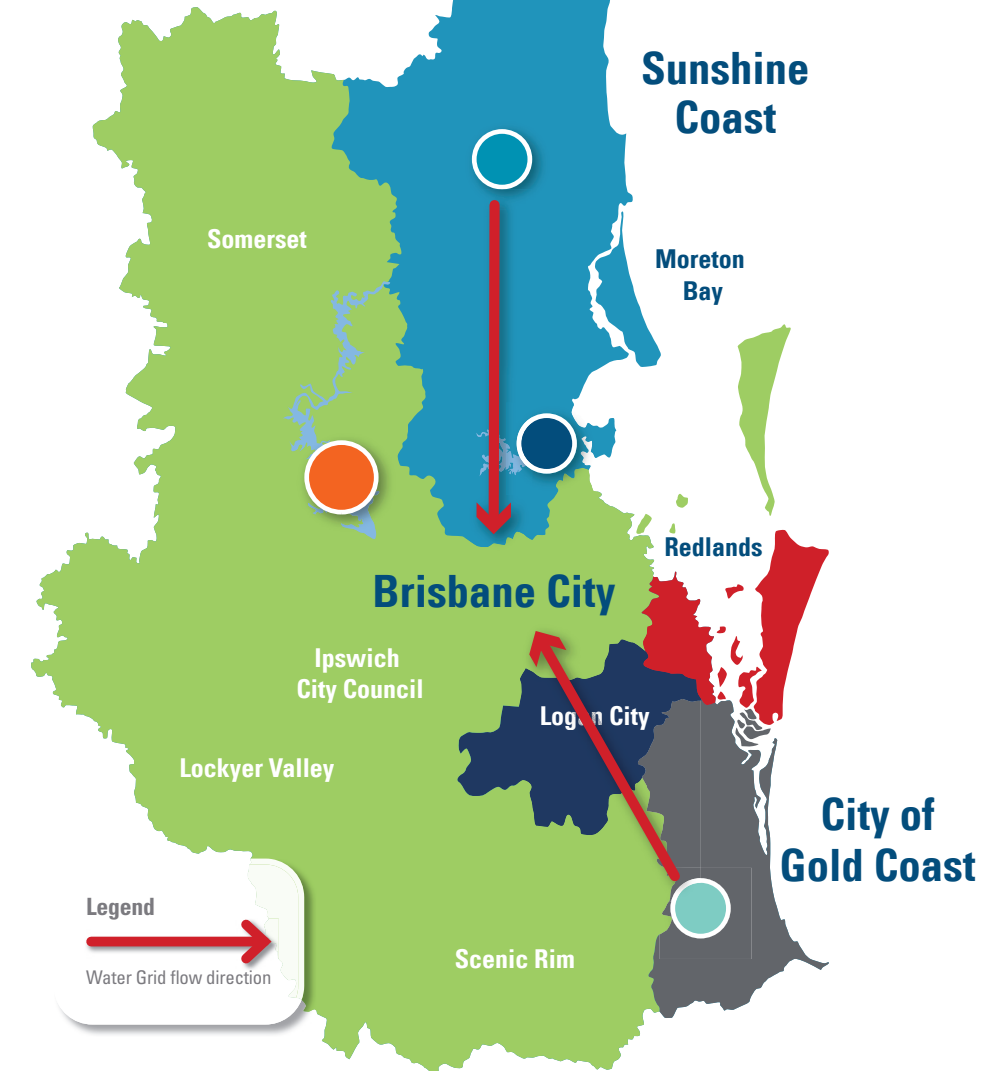 Sunshine
Coast
Somerset
Moreton
Bay
Redlands
Brisbane City
Ipswich
City Council
Logan City
Lockyer Valley
City of
Gold Coast
Legend
Water Grid flow direction
Scenic Rim